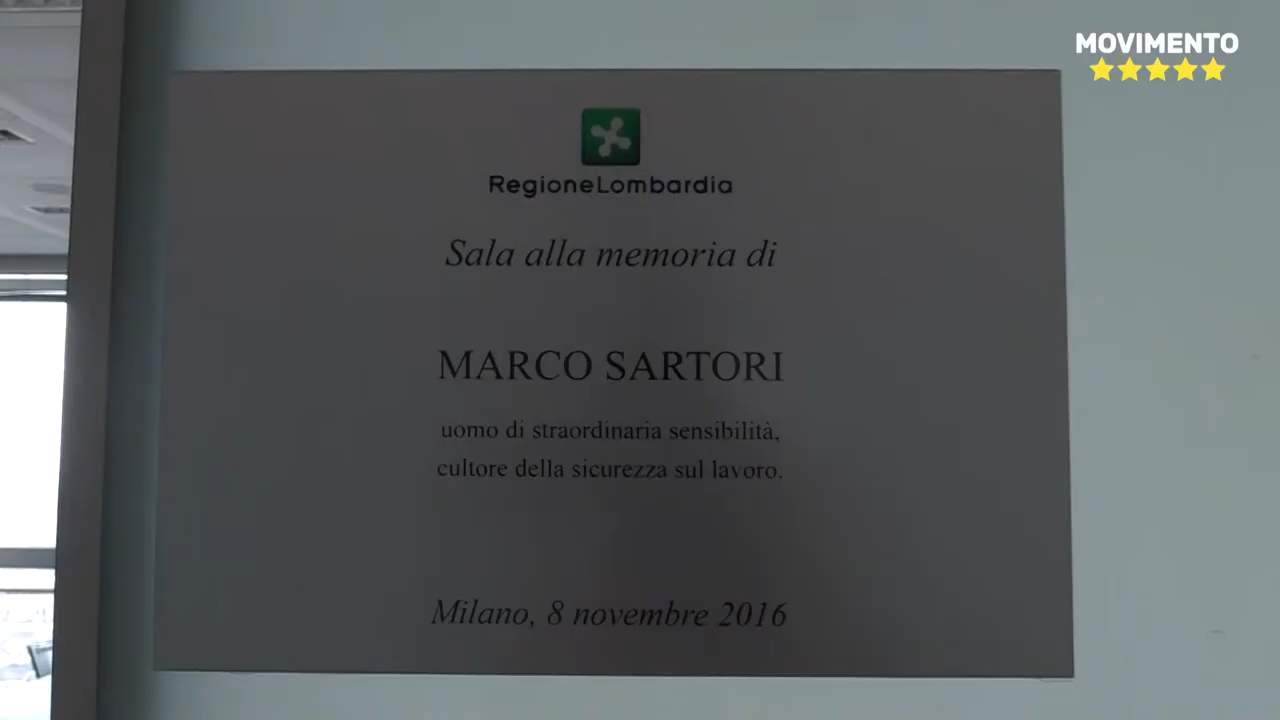 MOVIMENTO
RegioneLombardia
Sala alla memoria di
MARCO SARTORI
uomo di straordinaria sensibilità,
cultore della sicurezza sul lavoro.
Milano, 8 novembre 2016